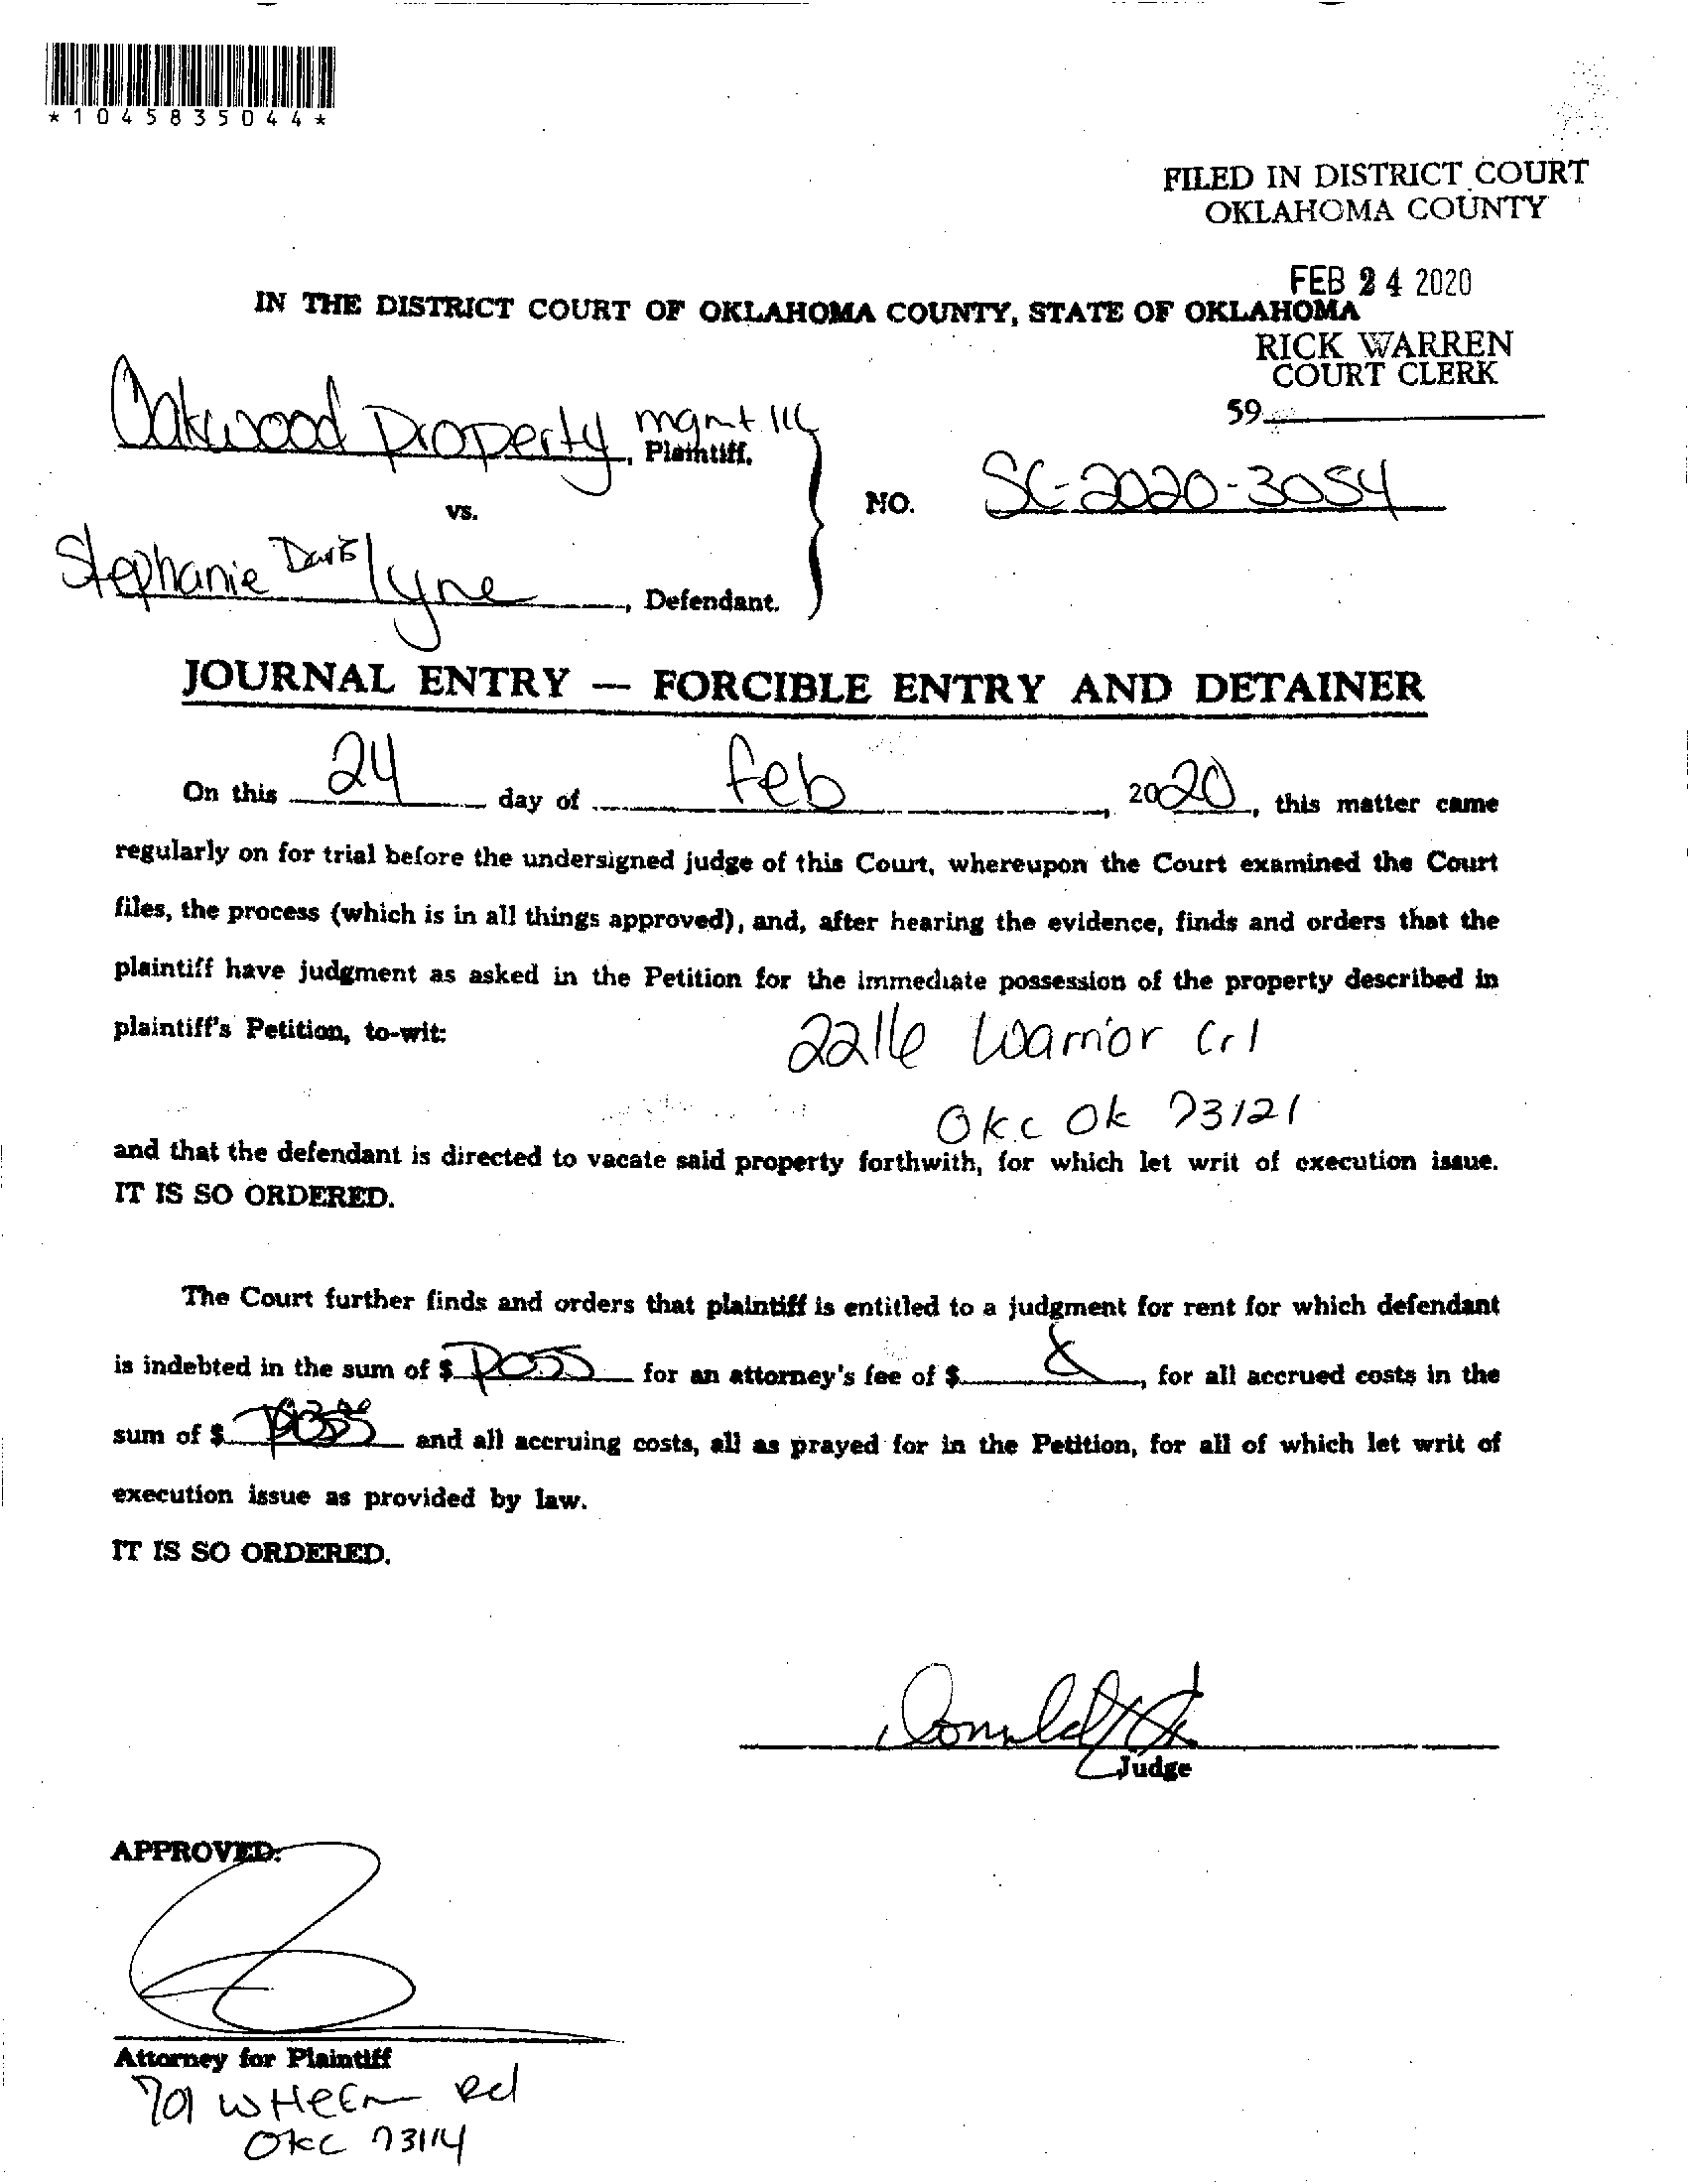 *1045835044*
FILED IN DISTRICT COURT
OKLAHOMA COUNTY
FEB 24 2020
IN THE DISTRICT COURT OF OKLAHOMA COUNTY, STATE OF OKLAHOMA
RICK WARREN
COURT CLERK
59
Oakwood Property mgmt llc
, Plaintiff,
vs.
NO. SC-2020-3054
Stephanie Davis lyne
, Defendant.
JOURNAL ENTRY — FORCIBLE ENTRY AND DETAINER
On this 24 day of feb, 2020, this matter came
regularly on for trial before the undersigned judge of this Court, whereupon the Court examined the Court
files, the process (which is in all things approved), and, after hearing the evidence, finds and orders that the
plaintiff have judgment as asked in the Petition for the immediate possession of the property described in
plaintiff's Petition, to-wit: 2216 Warrior Crl
OKC OK 73121
and that the defendant is directed to vacate said property forthwith, for which let writ of execution issue.
IT IS SO ORDERED.
The Court further finds and orders that plaintiff is entitled to a judgment for rent for which defendant
is indebted in the sum of $ Poss for an attorney's fee of $ , for all accrued costs in the
sum of $ and all accruing costs, all as prayed for in the Petition, for all of which let writ of
execution issue as provided by law.
IT IS SO ORDERED.
Judge
APPROVED:
Attorney for Plaintiff
701 W Rd
OKC 73114